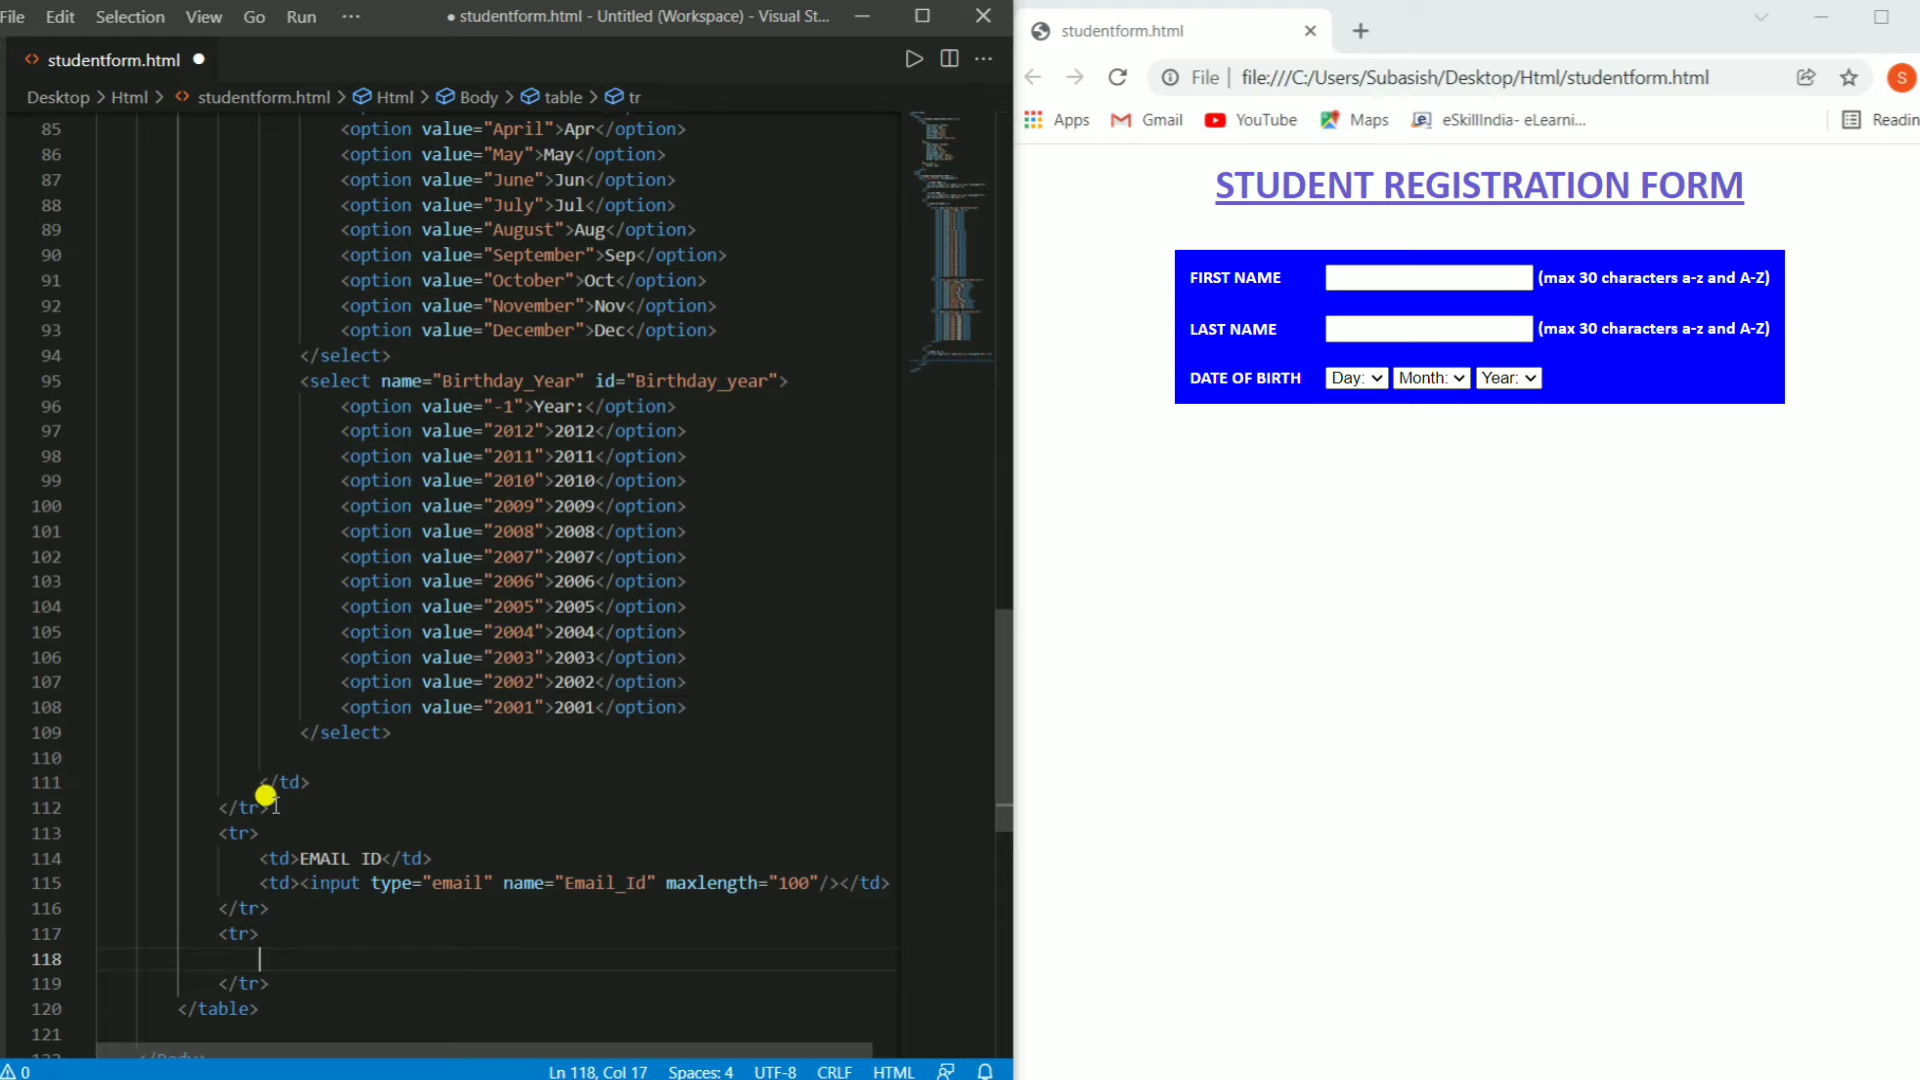 File Edit Selection View Go Run ··· ● studentform.html - Untitled (Workspace) - Visual St...
studentform.html
Desktop > Html > studentform.html > Html > Body > table > tr
85 <option value="April">Apr</option>
86 <option value="May">May</option>
87 <option value="June">Jun</option>
88 <option value="July">Jul</option>
89 <option value="August">Aug</option>
90 <option value="September">Sep</option>
91 <option value="October">Oct</option>
92 <option value="November">Nov</option>
93 <option value="December">Dec</option>
94 </select>
95 <select name="Birthday_Year" id="Birthday_year">
96 <option value="-1">Year:</option>
97 <option value="2012">2012</option>
98 <option value="2011">2011</option>
99 <option value="2010">2010</option>
100 <option value="2009">2009</option>
101 <option value="2008">2008</option>
102 <option value="2007">2007</option>
103 <option value="2006">2006</option>
104 <option value="2005">2005</option>
105 <option value="2004">2004</option>
106 <option value="2003">2003</option>
107 <option value="2002">2002</option>
108 <option value="2001">2001</option>
109 </select>
110
111 </td>
112 </tr>
113 <tr>
114 <td>EMAIL ID</td>
115 <td><input type="email" name="Email_Id" maxlength="100"/></td>
116 </tr>
117 <tr>
118
119 </tr>
120 </table>
121
0 Ln 118, Col 17 Spaces: 4 UTF-8 CRLF HTML
studentform.html
File | file:///C:/Users/Subasish/Desktop/Html/studentform.html S
Apps Gmail YouTube Maps eSkillIndia- eLearni... Readin
STUDENT REGISTRATION FORM
FIRST NAME (max 30 characters a-z and A-Z)
LAST NAME (max 30 characters a-z and A-Z)
DATE OF BIRTH Day: Month: Year: